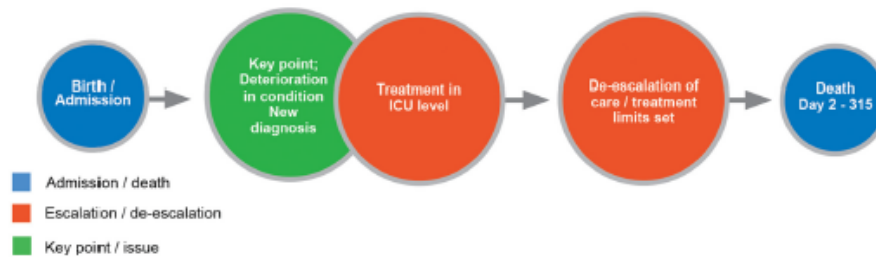 Birth /
Admission
Key point;
Deterioration
in condition
New
diagnosis
Treatment in
ICU level
De-escalation of
care / treatment
limits set
Death
Day 2 - 315
Admission / death
Escalation / de-escalation
Key point / issue